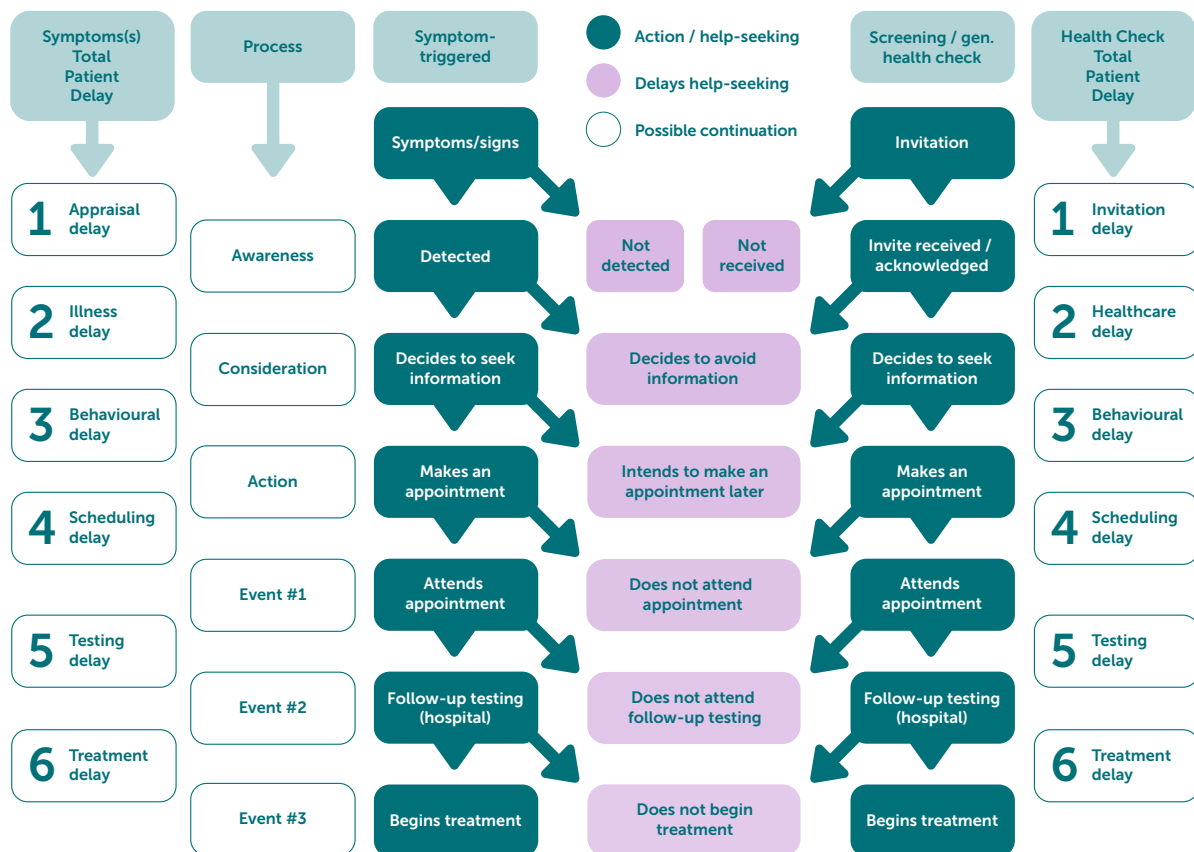 Symptoms(s)
Total
Patient
Delay
Process
Symptom-
triggered
Action / help-seeking
Delays help-seeking
Possible continuation
Screening / gen.
health check
Health Check
Total
Patient
Delay
Symptoms/signs
Invitation
1 Appraisal
delay
Awareness
Detected
Not
detected
Not
received
Invite received /
acknowledged
1 Invitation
delay
2 Illness
delay
Consideration
Decides to seek
information
Decides to avoid
information
Decides to seek
information
2 Healthcare
delay
3 Behavioural
delay
Action
Makes an
appointment
Intends to make an
appointment later
Makes an
appointment
3 Behavioural
delay
4 Scheduling
delay
Event #1
Attends
appointment
Does not attend
appointment
Attends
appointment
4 Scheduling
delay
5 Testing
delay
Event #2
Follow-up testing
(hospital)
Does not attend
follow-up testing
Follow-up testing
(hospital)
5 Testing
delay
6 Treatment
delay
Event #3
Begins treatment
Does not begin
treatment
Begins treatment
6 Treatment
delay